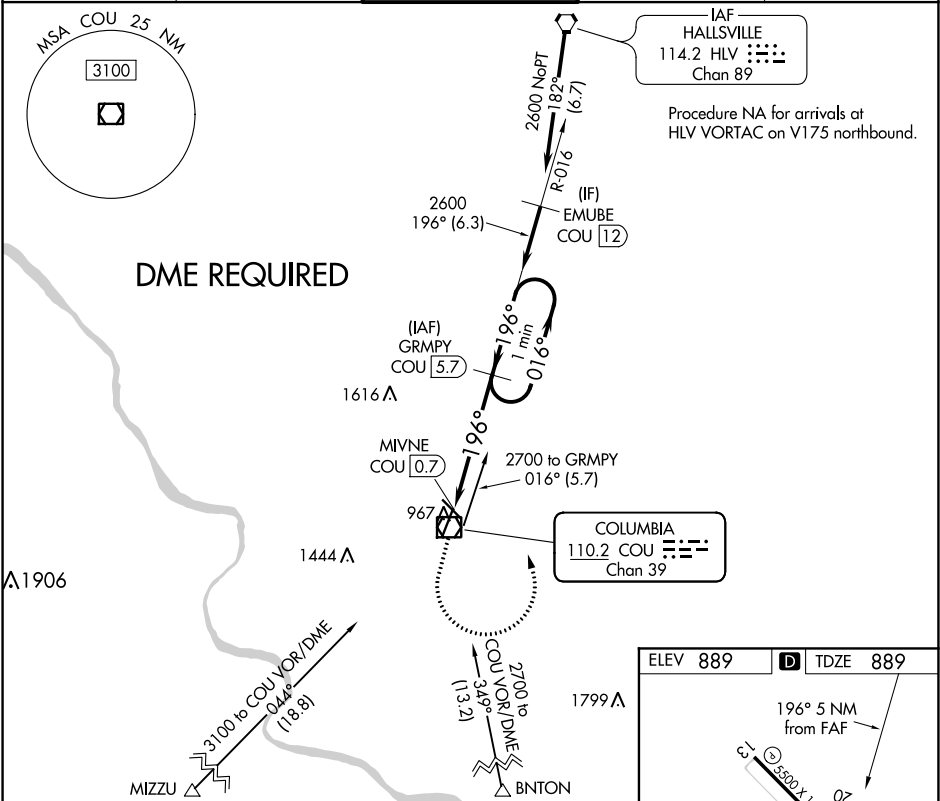 MSA COU 25 NM
3100
IAF
HALLSVILLE
114.2 HLV
Chan 89
Procedure NA for arrivals at
HLV VORTAC on V175 northbound.
2600 NoPT
182°
(6.7)
R-016
(IF)
EMUBE
COU 12
2600
196° (6.3)
DME REQUIRED
196°
1 min
016°
(IAF)
GRMPY
COU 5.7
1616
196°
MIVNE
COU 0.7
2700 to GRMPY
016° (5.7)
967
COLUMBIA
110.2 COU
Chan 39
1444
1906
3100 to COU VOR/DME
044°
(18.8)
MIZZU
2700 to
COU VOR/DME
349°
(13.2)
BNTON
1799
ELEV 889
D
TDZE 889
196° 5 NM
from FAF
13
P
5500 X 1
02